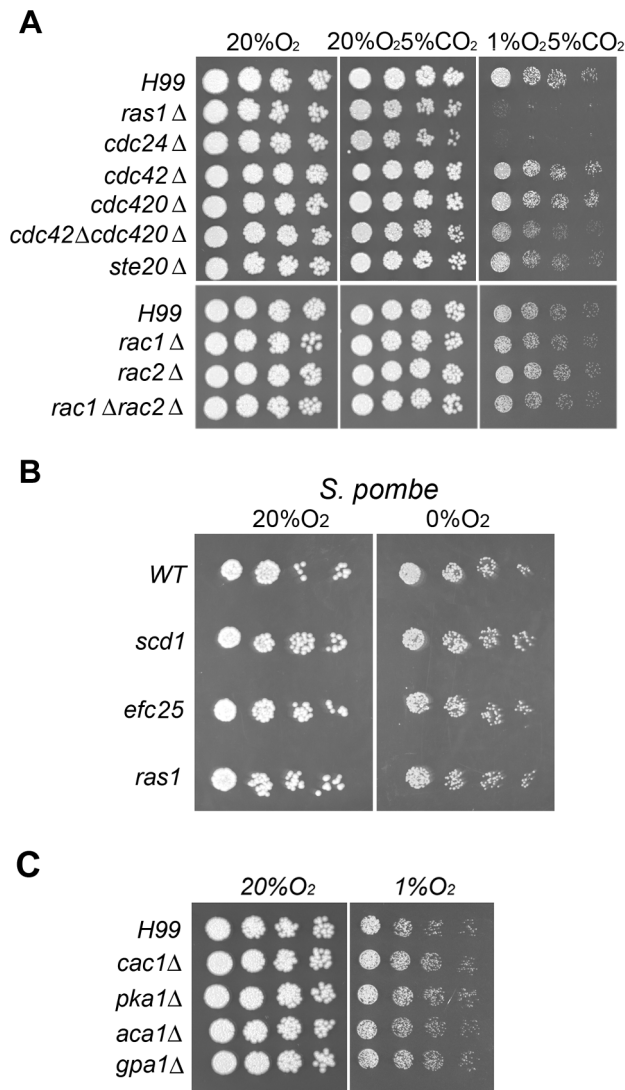 A
20%O₂ 20%O₂5%CO₂ 1%O₂5%CO₂
H99
ras1Δ
cdc24Δ
cdc42Δ
cdc420Δ
cdc42Δcdc420Δ
ste20Δ
H99
rac1Δ
rac2Δ
rac1Δrac2Δ
B
S. pombe
20%O₂ 0%O₂
WT
scd1
efc25
ras1
C
20%O₂ 1%O₂
H99
cac1Δ
pka1Δ
aca1Δ
gpa1Δ